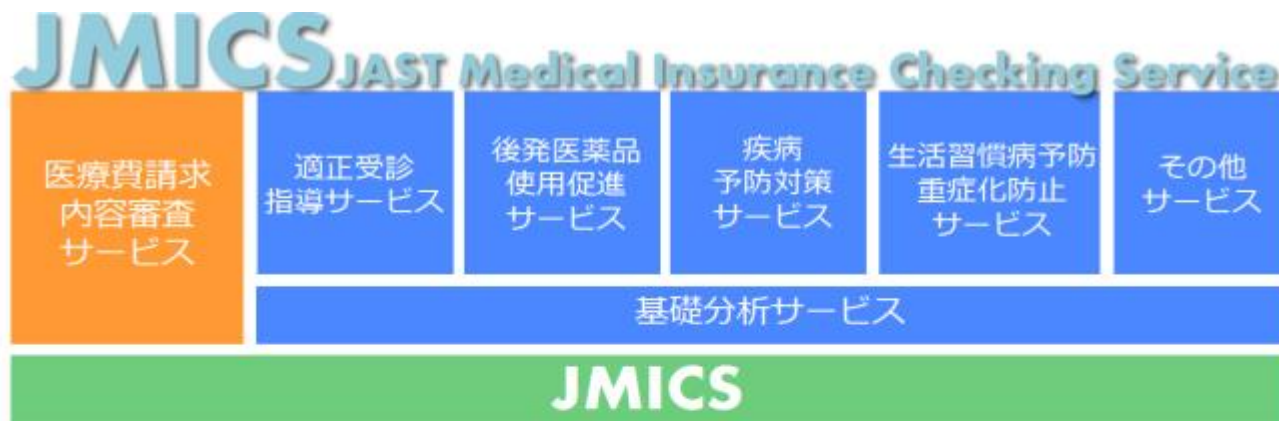 JMICS JAST Medical Insurance Checking Service
医療費請求
内容審査
サービス
適正受診
指導サービス
後発医薬品
使用促進
サービス
疾病
予防対策
サービス
生活習慣病予防
重症化防止
サービス
その他
サービス
基礎分析サービス
JMICS